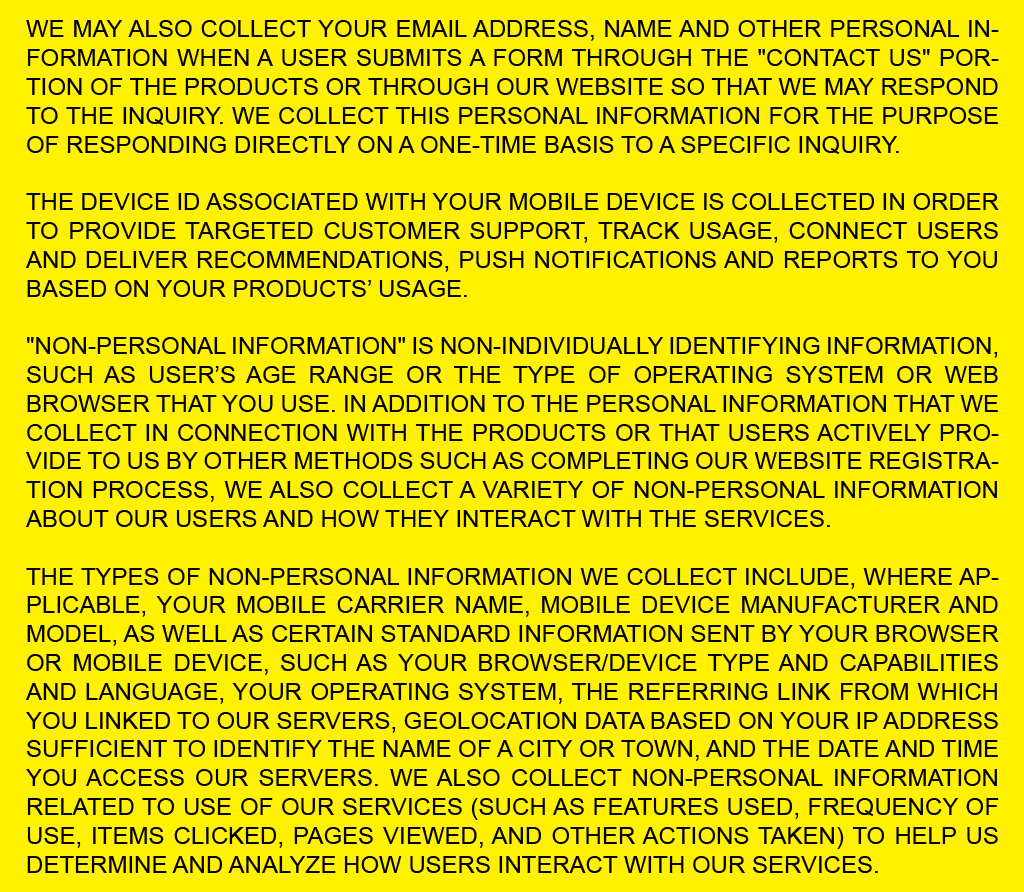 WE MAY ALSO COLLECT YOUR EMAIL ADDRESS, NAME AND OTHER PERSONAL IN-
FORMATION WHEN A USER SUBMITS A FORM THROUGH THE "CONTACT US" POR-
TION OF THE PRODUCTS OR THROUGH OUR WEBSITE SO THAT WE MAY RESPOND
TO THE INQUIRY. WE COLLECT THIS PERSONAL INFORMATION FOR THE PURPOSE
OF RESPONDING DIRECTLY ON A ONE-TIME BASIS TO A SPECIFIC INQUIRY.
THE DEVICE ID ASSOCIATED WITH YOUR MOBILE DEVICE IS COLLECTED IN ORDER
TO PROVIDE TARGETED CUSTOMER SUPPORT, TRACK USAGE, CONNECT USERS
AND DELIVER RECOMMENDATIONS, PUSH NOTIFICATIONS AND REPORTS TO YOU
BASED ON YOUR PRODUCTS’ USAGE.
"NON-PERSONAL INFORMATION" IS NON-INDIVIDUALLY IDENTIFYING INFORMATION,
SUCH AS USER’S AGE RANGE OR THE TYPE OF OPERATING SYSTEM OR WEB
BROWSER THAT YOU USE. IN ADDITION TO THE PERSONAL INFORMATION THAT WE
COLLECT IN CONNECTION WITH THE PRODUCTS OR THAT USERS ACTIVELY PRO-
VIDE TO US BY OTHER METHODS SUCH AS COMPLETING OUR WEBSITE REGISTRA-
TION PROCESS, WE ALSO COLLECT A VARIETY OF NON-PERSONAL INFORMATION
ABOUT OUR USERS AND HOW THEY INTERACT WITH THE SERVICES.
THE TYPES OF NON-PERSONAL INFORMATION WE COLLECT INCLUDE, WHERE AP-
PLICABLE, YOUR MOBILE CARRIER NAME, MOBILE DEVICE MANUFACTURER AND
MODEL, AS WELL AS CERTAIN STANDARD INFORMATION SENT BY YOUR BROWSER
OR MOBILE DEVICE, SUCH AS YOUR BROWSER/DEVICE TYPE AND CAPABILITIES
AND LANGUAGE, YOUR OPERATING SYSTEM, THE REFERRING LINK FROM WHICH
YOU LINKED TO OUR SERVERS, GEOLOCATION DATA BASED ON YOUR IP ADDRESS
SUFFICIENT TO IDENTIFY THE NAME OF A CITY OR TOWN, AND THE DATE AND TIME
YOU ACCESS OUR SERVERS. WE ALSO COLLECT NON-PERSONAL INFORMATION
RELATED TO USE OF OUR SERVICES (SUCH AS FEATURES USED, FREQUENCY OF
USE, ITEMS CLICKED, PAGES VIEWED, AND OTHER ACTIONS TAKEN) TO HELP US
DETERMINE AND ANALYZE HOW USERS INTERACT WITH OUR SERVICES.